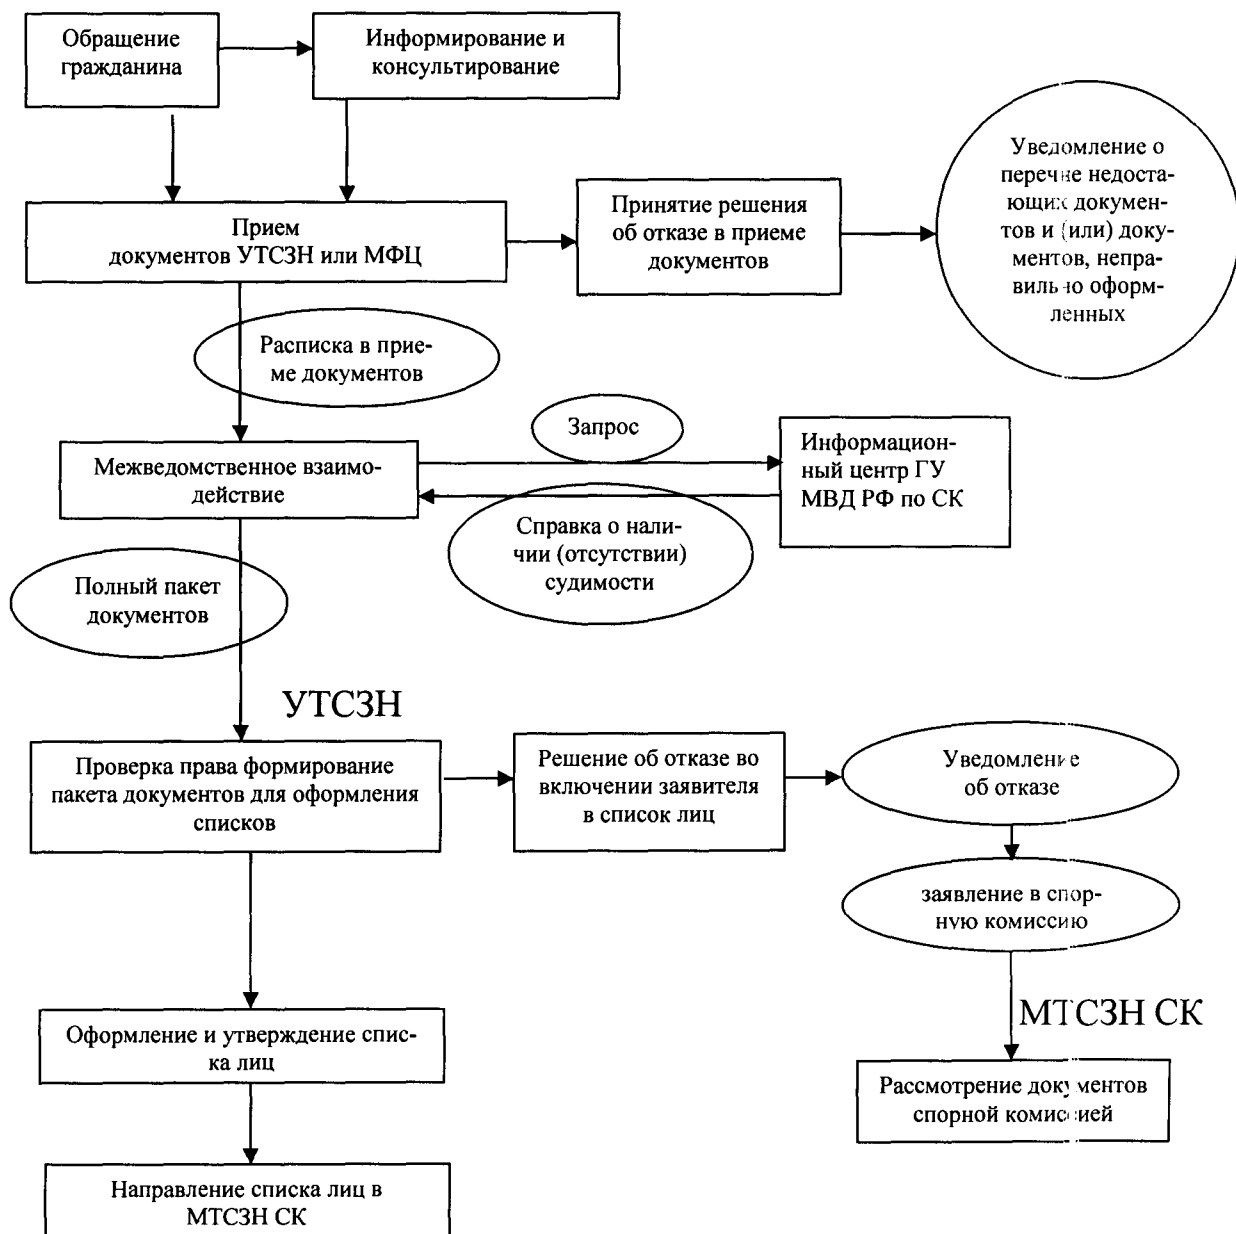 Обращение
гражданина
Информирование и
консультирование
Прием
документов УТСЗН или МФЦ
Принятие решения
об отказе в приеме
документов
Уведомление о
перечне недоста-
ющих докумен-
тов и (или) доку-
ментов, непра-
вильно оформ-
ленных
Расписка в прие-
ме документов
Запрос
Межведомственное взаимо-
действие
Информацион-
ный центр ГУ
МВД РФ по СК
Справка о нали-
чии (отсутствии)
судимости
Полный пакет
документов
УТСЗН
Проверка права формирование
пакета документов для оформления
списков
Решение об отказе во
включении заявителя
в список лиц
Уведомление
об отказе
заявление в спор-
ную комиссию
МТСЗН СК
Оформление и утверждение спис-
ка лиц
Рассмотрение документов
спорной комиссией
Направление списка лиц в
МТСЗН СК